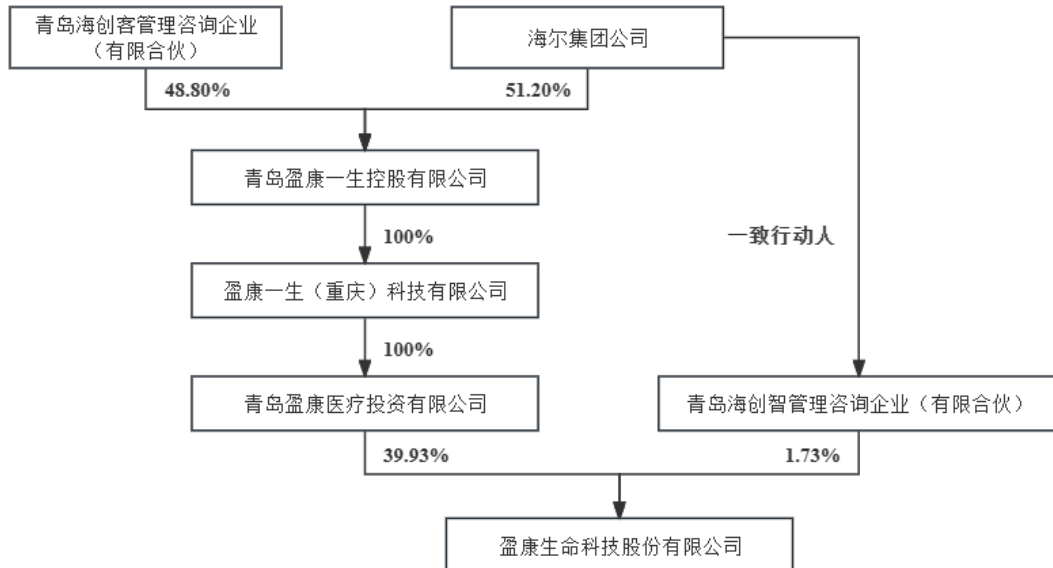 青岛海创客管理咨询企业
（有限合伙）
海尔集团公司
48.80%
51.20%
青岛盈康一生控股有限公司
100%
一致行动人
盈康一生（重庆）科技有限公司
100%
青岛盈康医疗投资有限公司
青岛海创智管理咨询企业（有限合伙）
39.93%
1.73%
盈康生命科技股份有限公司